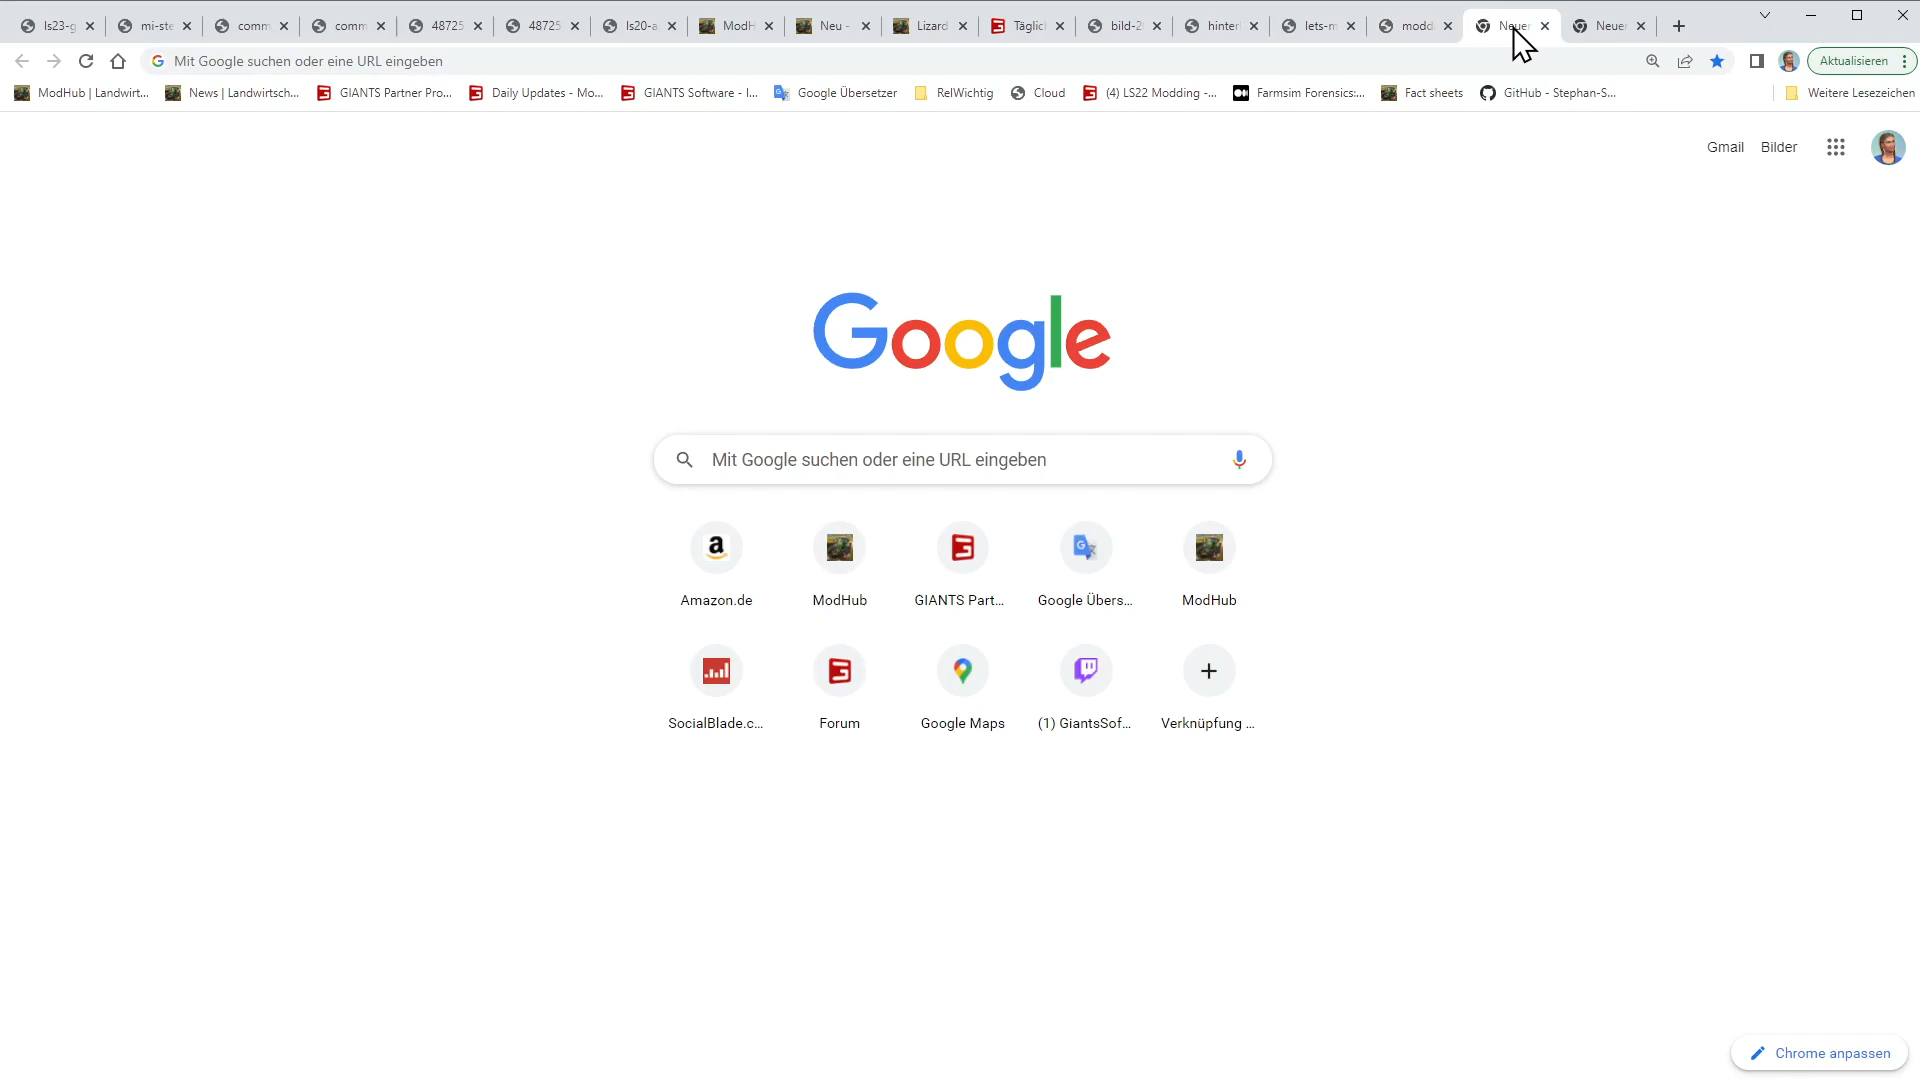 ls23-g
mi-ste
comm
comm
48725
48725
ls20-a
ModH
Neu -
Lizard
Täglich
bild-2
hinter
lets-m
modd
Neuer
Neuer
Mit Google suchen oder eine URL eingeben
Aktualisieren
ModHub | Landwirt...
News | Landwirtsch...
GIANTS Partner Pro...
Daily Updates - Mo...
GIANTS Software - I...
Google Übersetzer
RelWichtig
Cloud
(4) LS22 Modding -...
Farmsim Forensics:...
Fact sheets
GitHub - Stephan-S...
Weitere Lesezeichen
Gmail
Bilder
Google
Mit Google suchen oder eine URL eingeben
Amazon.de
ModHub
GIANTS Part...
Google Übers...
ModHub
SocialBlade.c...
Forum
Google Maps
(1) GiantsSof...
Verknüpfung ...
Chrome anpassen